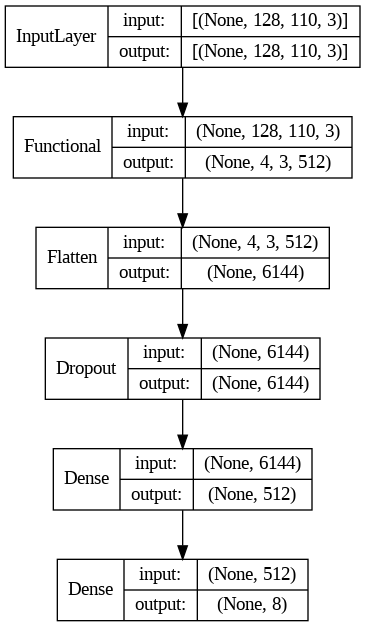 InputLayer
input: [(None, 128, 110, 3)]
output: [(None, 128, 110, 3)]
Functional
input: (None, 128, 110, 3)
output: (None, 4, 3, 512)
Flatten
input: (None, 4, 3, 512)
output: (None, 6144)
Dropout
input: (None, 6144)
output: (None, 6144)
Dense
input: (None, 6144)
output: (None, 512)
Dense
input: (None, 512)
output: (None, 8)